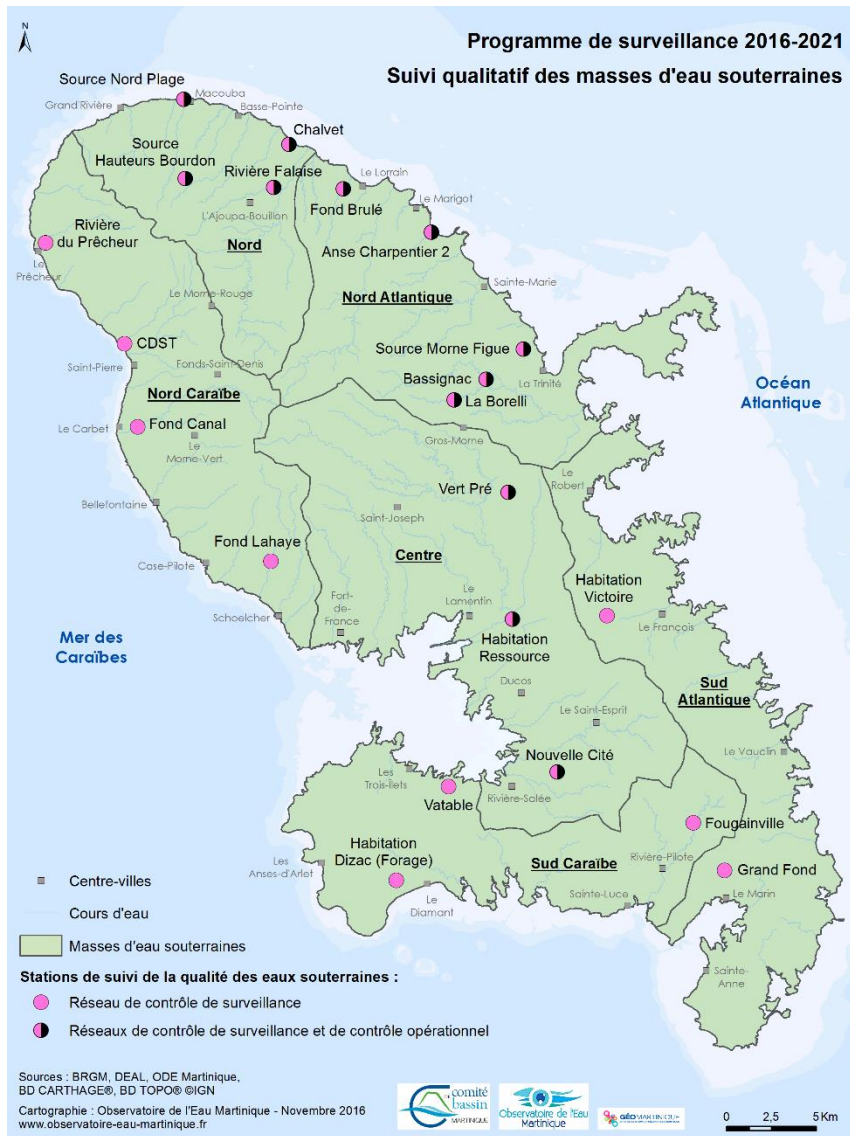 N
Programme de surveillance 2016-2021
Suivi qualitatif des masses d'eau souterraines
Source Nord Plage
Macouba
Grand Rivière
Basse-Pointe
Chalvet
Source
Hauteurs Bourdon
Rivière Falaise
Le Lorrain
Fond Brulé
Le Marigot
L'Ajoupa-Bouillon
Rivière
du Prêcheur
Le
Prêcheur
Nord
Anse Charpentier 2
Sainte-Marie
Le Morne-Rouge
Nord Atlantique
CDST
Saint-Pierre
Fonds-Saint-Denis
Source Morne Figue
Bassignac
La Trinité
La Borelli
Océan
Atlantique
Nord Caraïbe
Le Carbet
Fond Canal
Le
Morne-Vert
Gros-Morne
Le
Robert
Vert Pré
Bellefontaine
Saint-Joseph
Fond Lahaye
Centre
Case-Pilote
Habitation
Victoire
Schoelcher
Fort-
de-
France
Le
Lamentin
Le François
Habitation
Ressource
Mer des
Caraïbes
Ducos
Sud
Atlantique
Le Saint-Esprit
Le Vauclin
Nouvelle Cité
Les
Trois-Ilets
Vatable
Rivière-Salée
Fougainville
Habitation
Dizac (Forage)
Les
Anses-d'Arlet
Sud Caraïbe
Rivière-Pilote
Grand Fond
Le
Diamant
Sainte-Luce
Le Marin
Sainte-
Anne
Centre-villes
Cours d'eau
Masses d'eau souterraines
Stations de suivi de la qualité des eaux souterraines :
Réseau de contrôle de surveillance
Réseaux de contrôle de surveillance et de contrôle opérationnel
Sources : BRGM, DEAL, ODE Martinique,
BD CARTHAGE®, BD TOPO® ©IGN
Cartographie : Observatoire de l'Eau Martinique - Novembre 2016
www.observatoire-eau-martinique.fr
comité
bassin
MARTINIQUE
Observatoire de l'Eau
Martinique
GÉOMARTINIQUE
0 2,5 5 Km